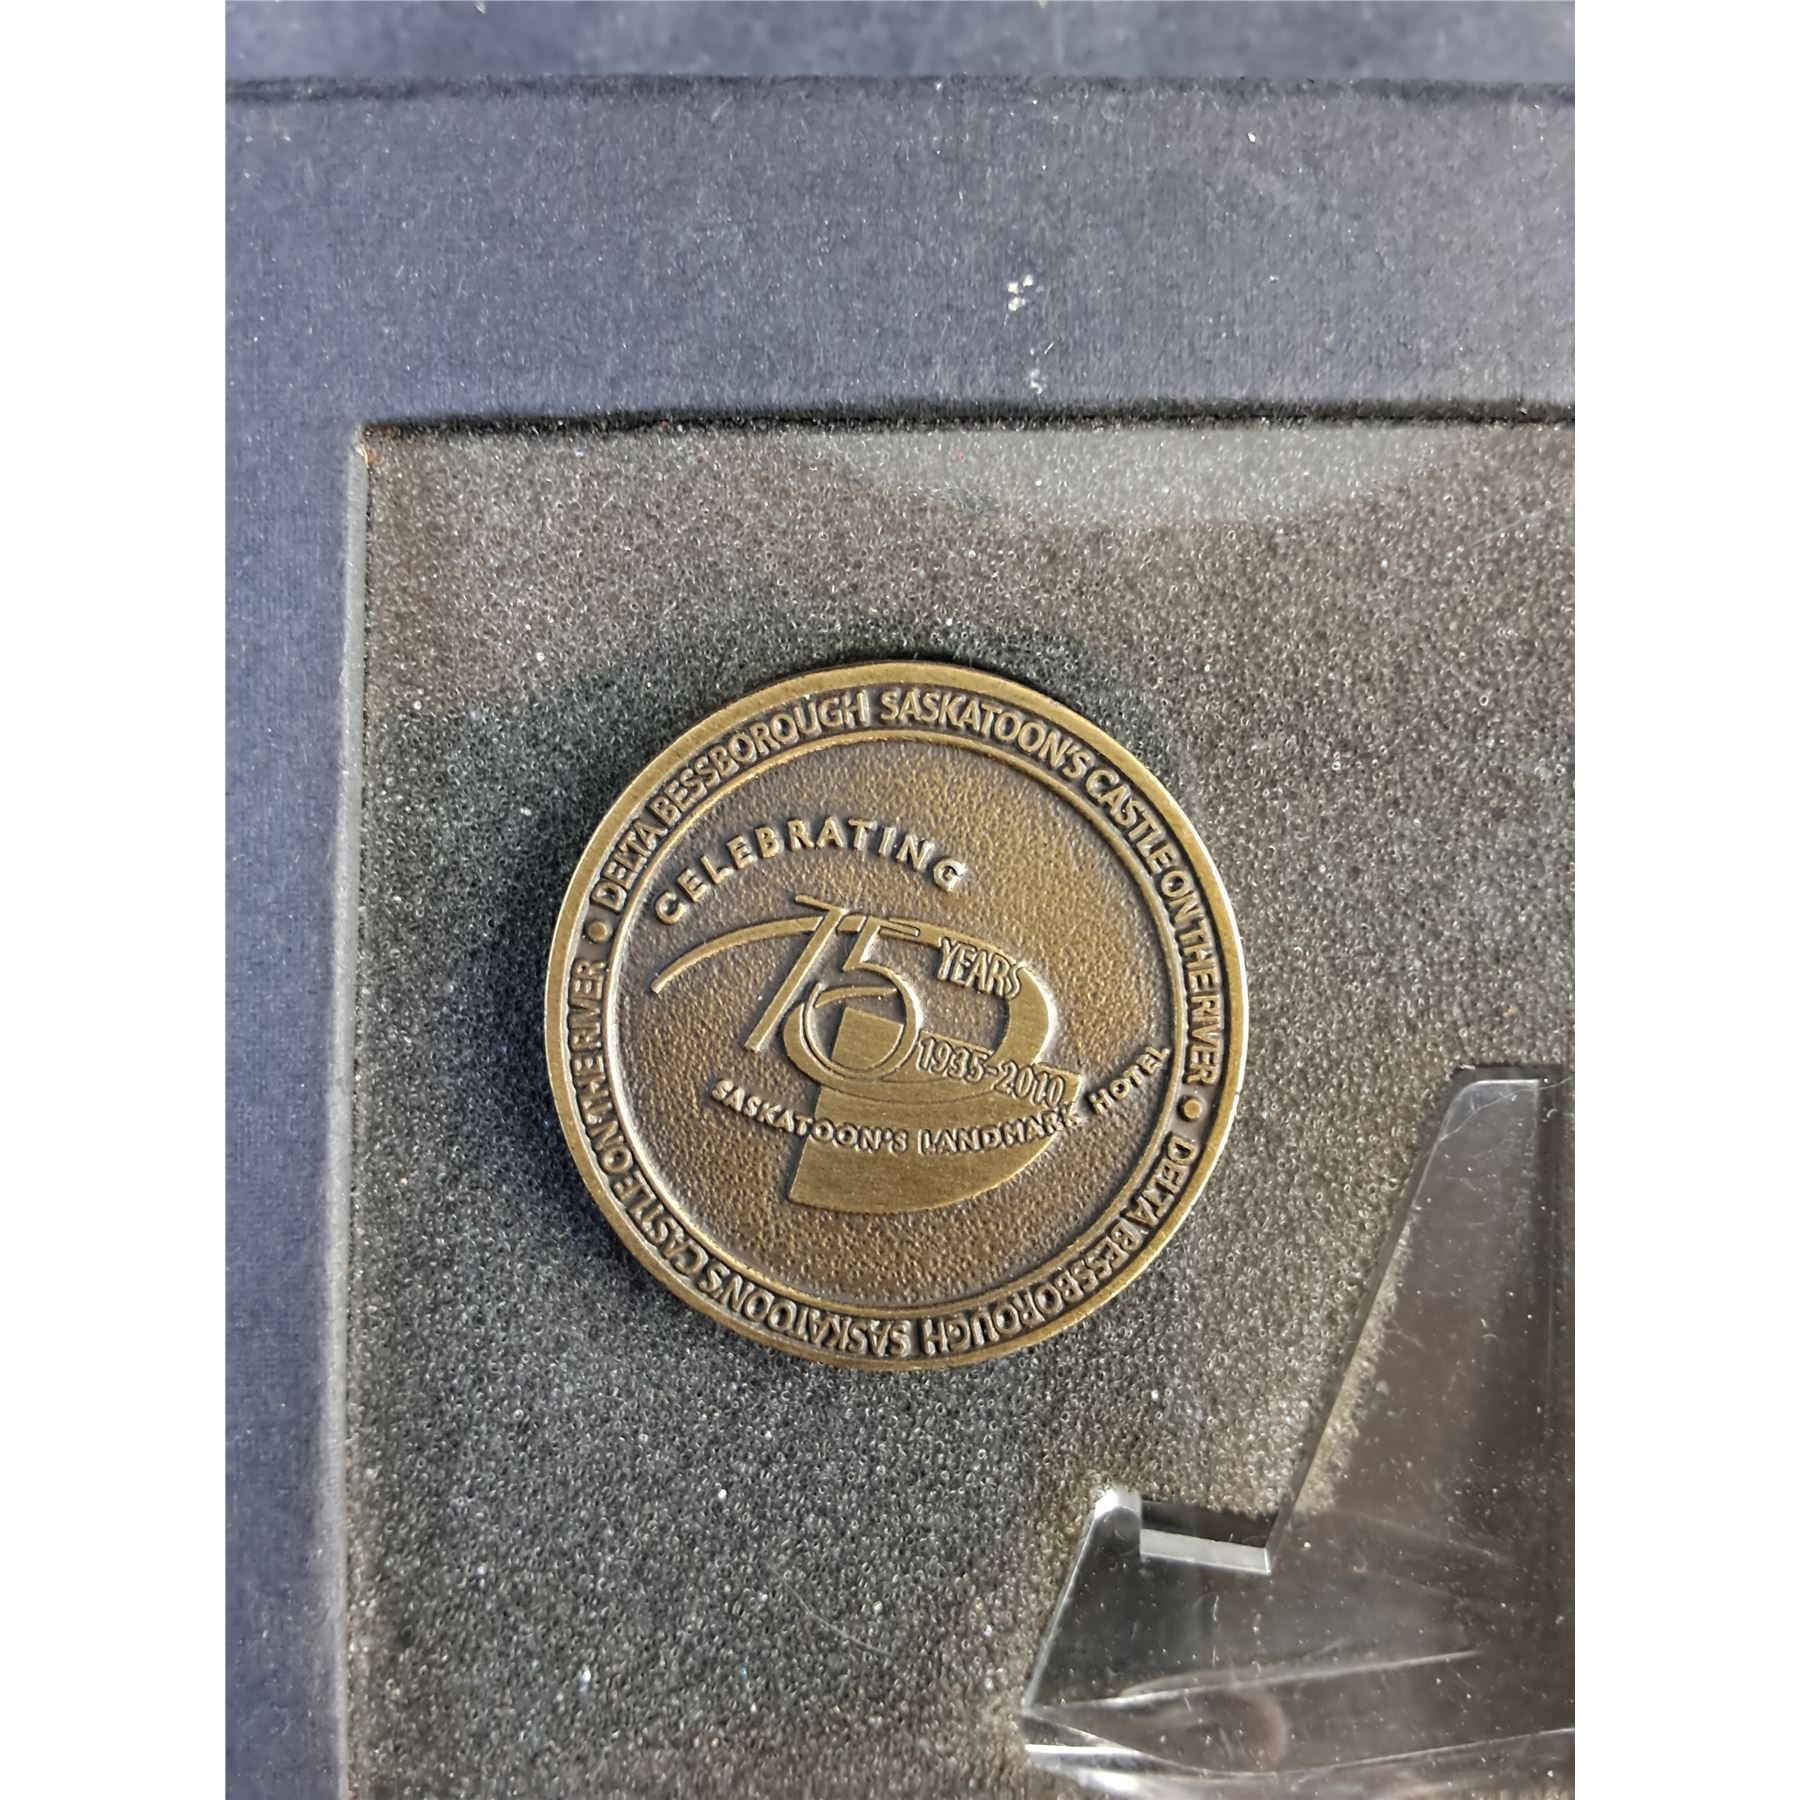 DELTA BESSBOROUGH SASKATOON'S CASTLE ON THE RIVER •
DELTA BESSBOROUGH SASKATOON'S CASTLE ON THE RIVER •
CELEBRATING
75 YEARS
1935-2010
SASKATOON'S LANDMARK HOTEL